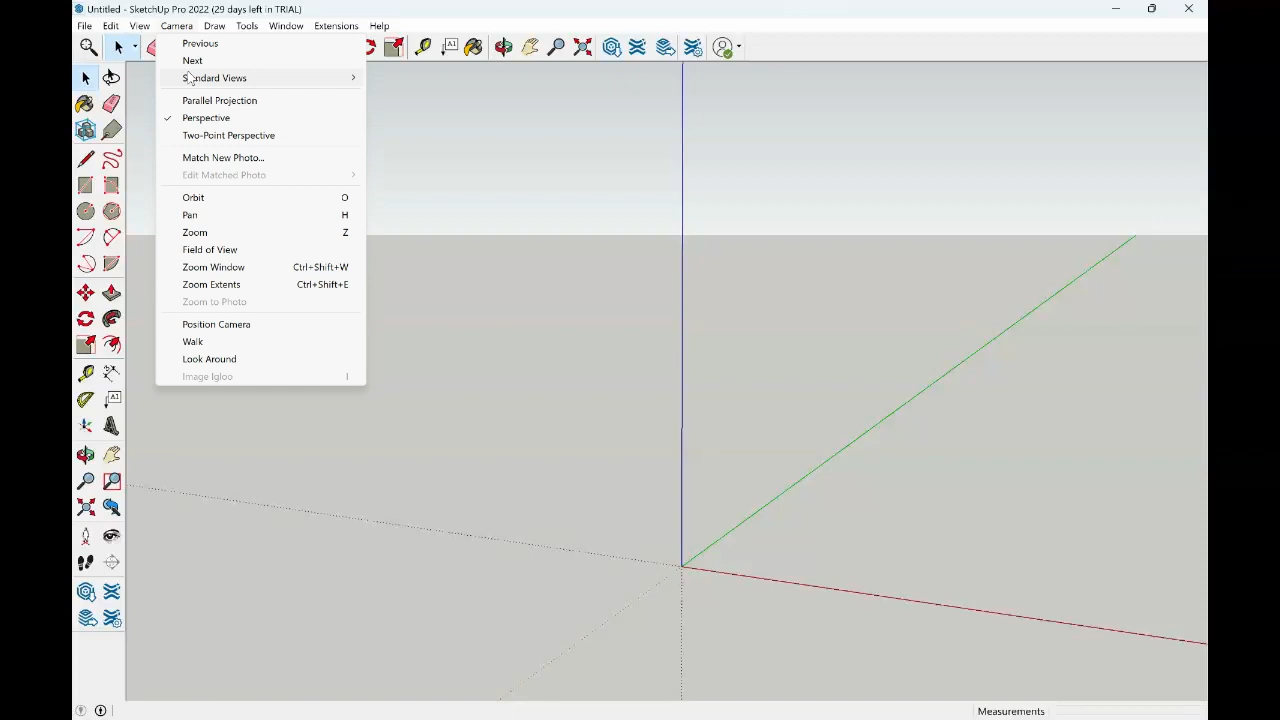 Untitled - SketchUp Pro 2022 (29 days left in TRIAL)
File Edit View Camera Draw Tools Window Extensions Help
Previous
Next
Standard Views
Parallel Projection
Perspective
Two-Point Perspective
Match New Photo...
Edit Matched Photo
Orbit O
Pan H
Zoom Z
Field of View
Zoom Window Ctrl+Shift+W
Zoom Extents Ctrl+Shift+E
Zoom to Photo
Position Camera
Walk
Look Around
Image Igloo I
Measurements